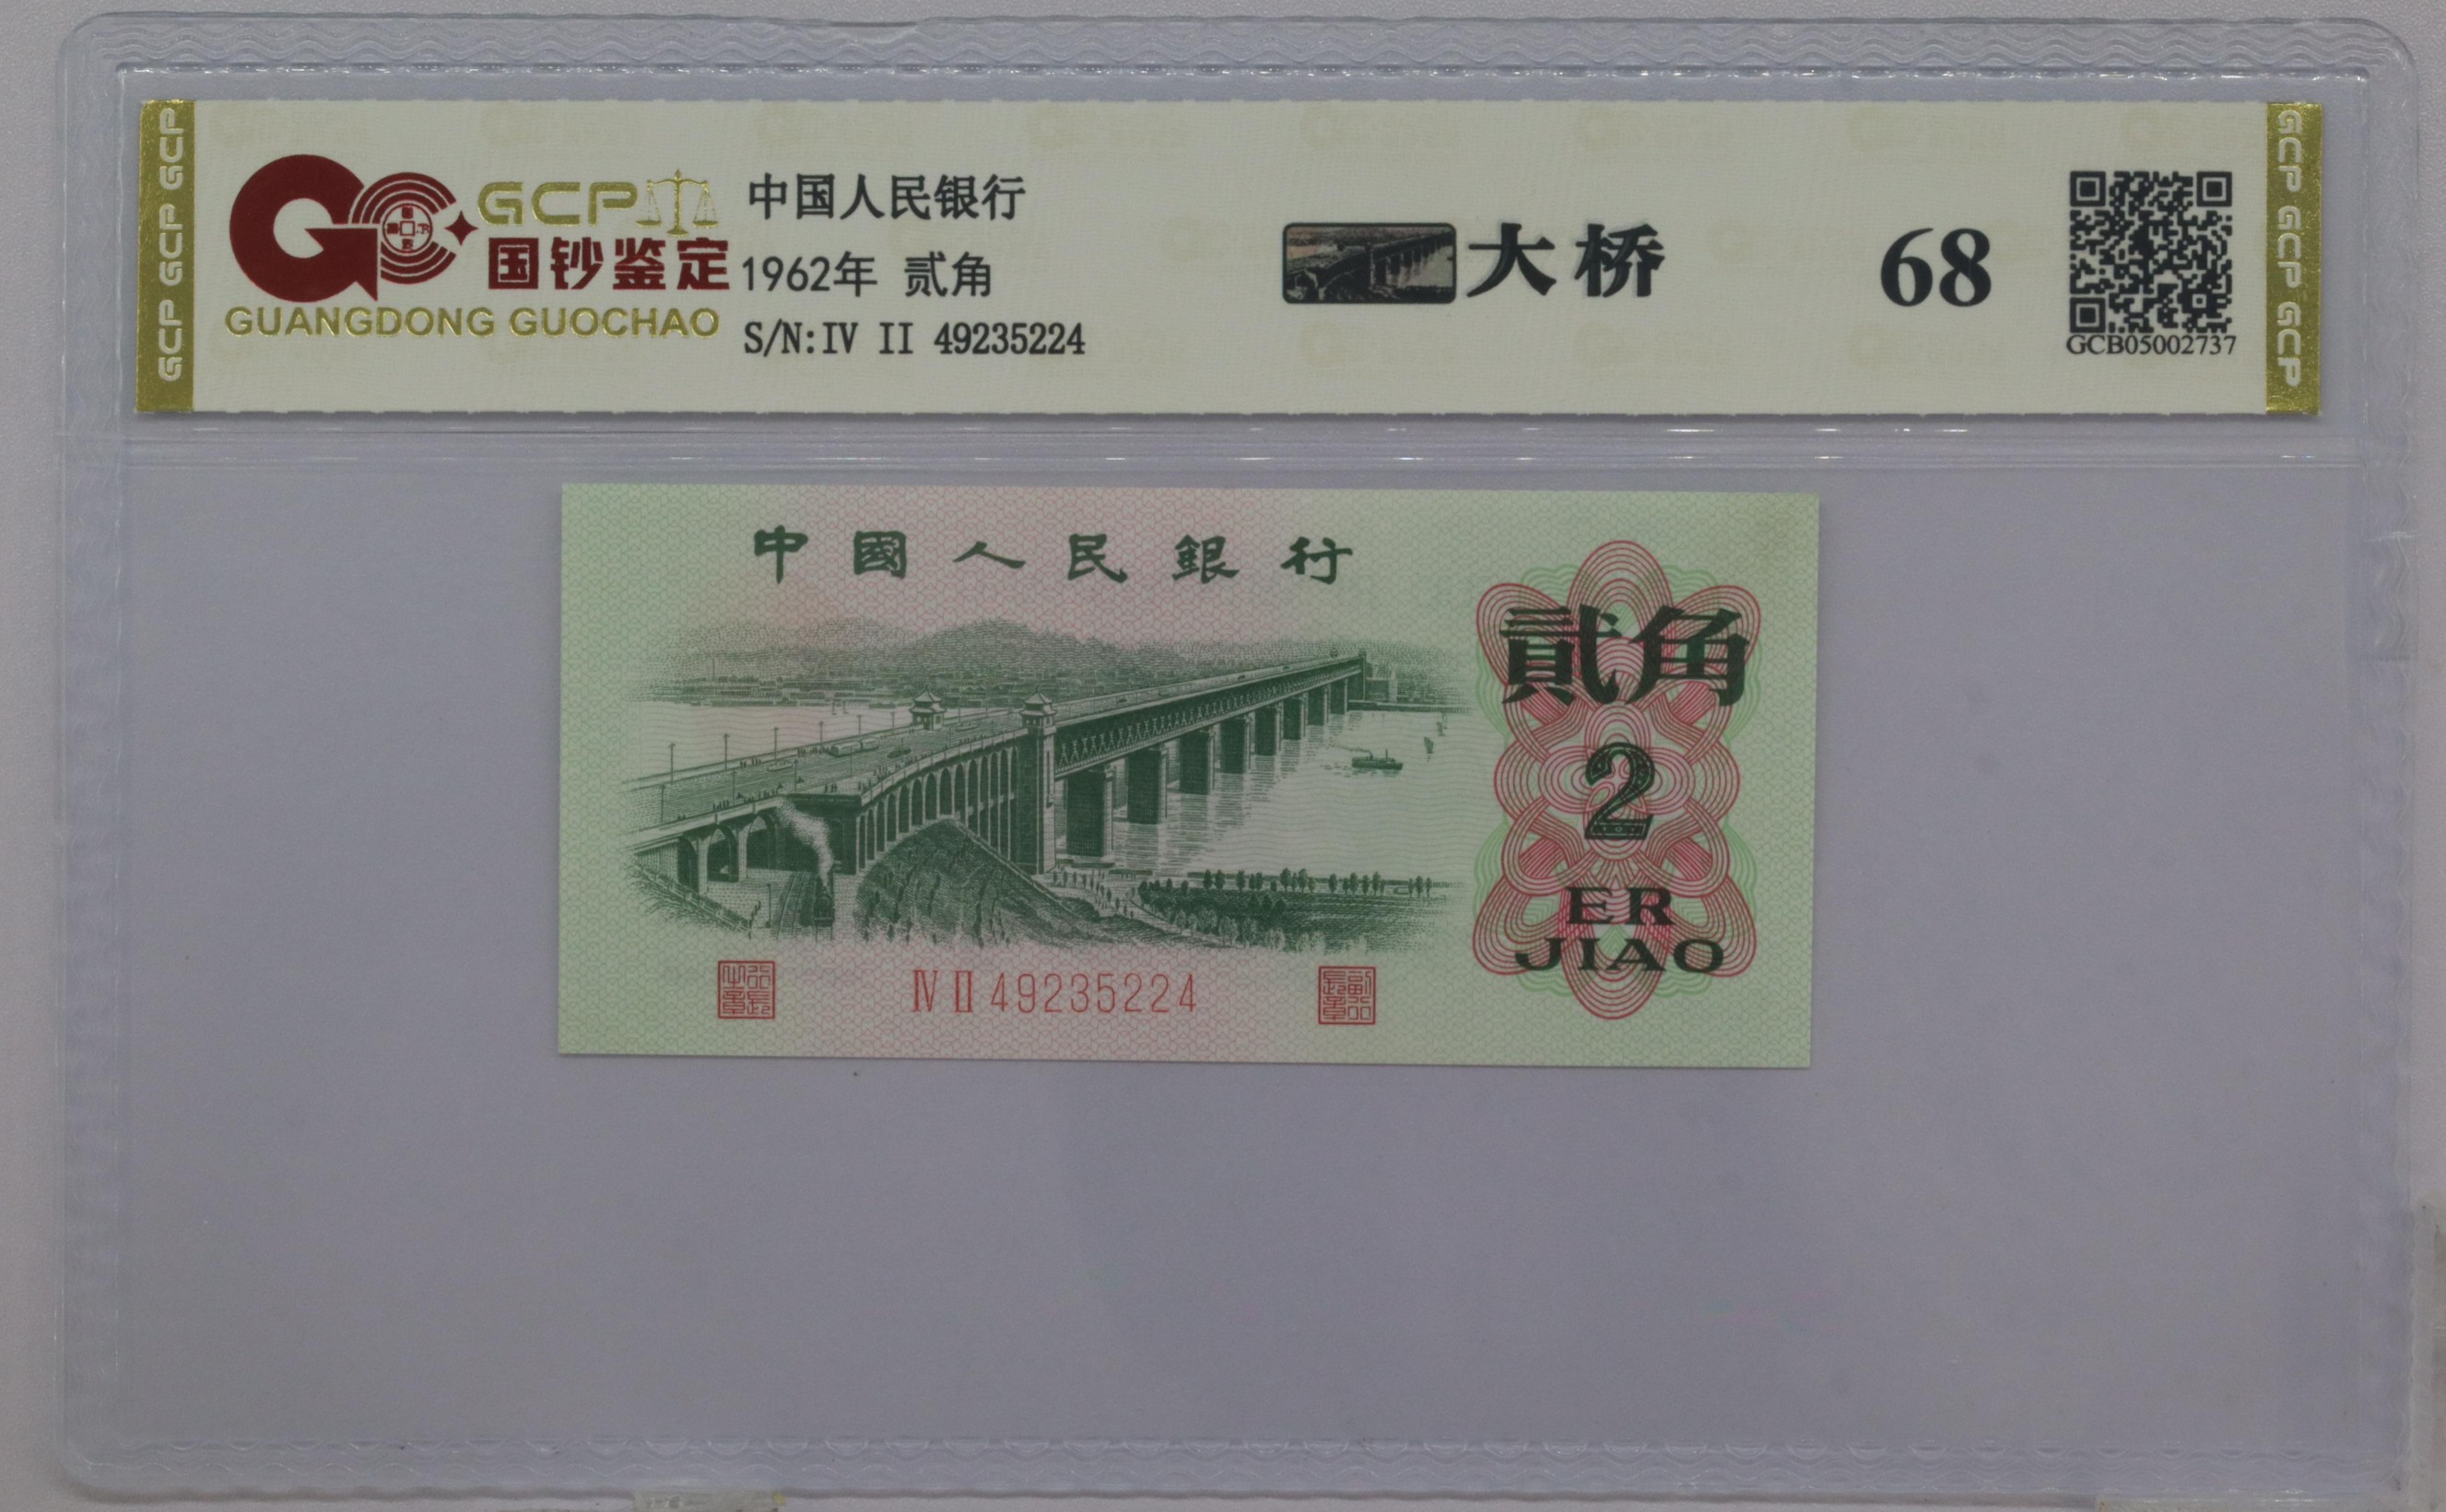 GCP GCP GCP
GCP
国钞鉴定
GUANGDONG GUOCHAO
中国人民银行
1962年 贰角
S/N:IV II 49235224
大桥
68
GCB05002737
GCP GCP GCP
中國人民銀行
貳角
2
ER
JIAO
IV II 49235224